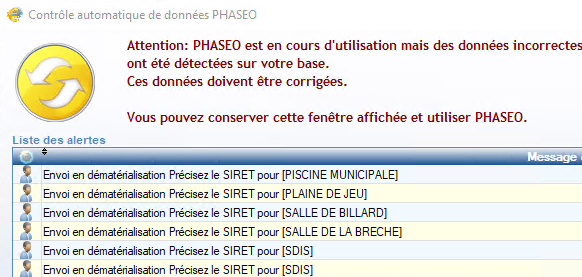 Contrôle automatique de données PHASEO
Attention: PHASEO est en cours d'utilisation mais des données incorrectes
ont été détectées sur votre base.
Ces données doivent être corrigées.
Vous pouvez conserver cette fenêtre affichée et utiliser PHASEO.
Liste des alertes
Message
Envoi en dématérialisation Précisez le SIRET pour [PISCINE MUNICIPALE]
Envoi en dématérialisation Précisez le SIRET pour [PLAINE DE JEU]
Envoi en dématérialisation Précisez le SIRET pour [SALLE DE BILLARD]
Envoi en dématérialisation Précisez le SIRET pour [SALLE DE LA BRECHE]
Envoi en dématérialisation Précisez le SIRET pour [SDIS]
Envoi en dématérialisation Précisez le SIRET pour [SDIS]